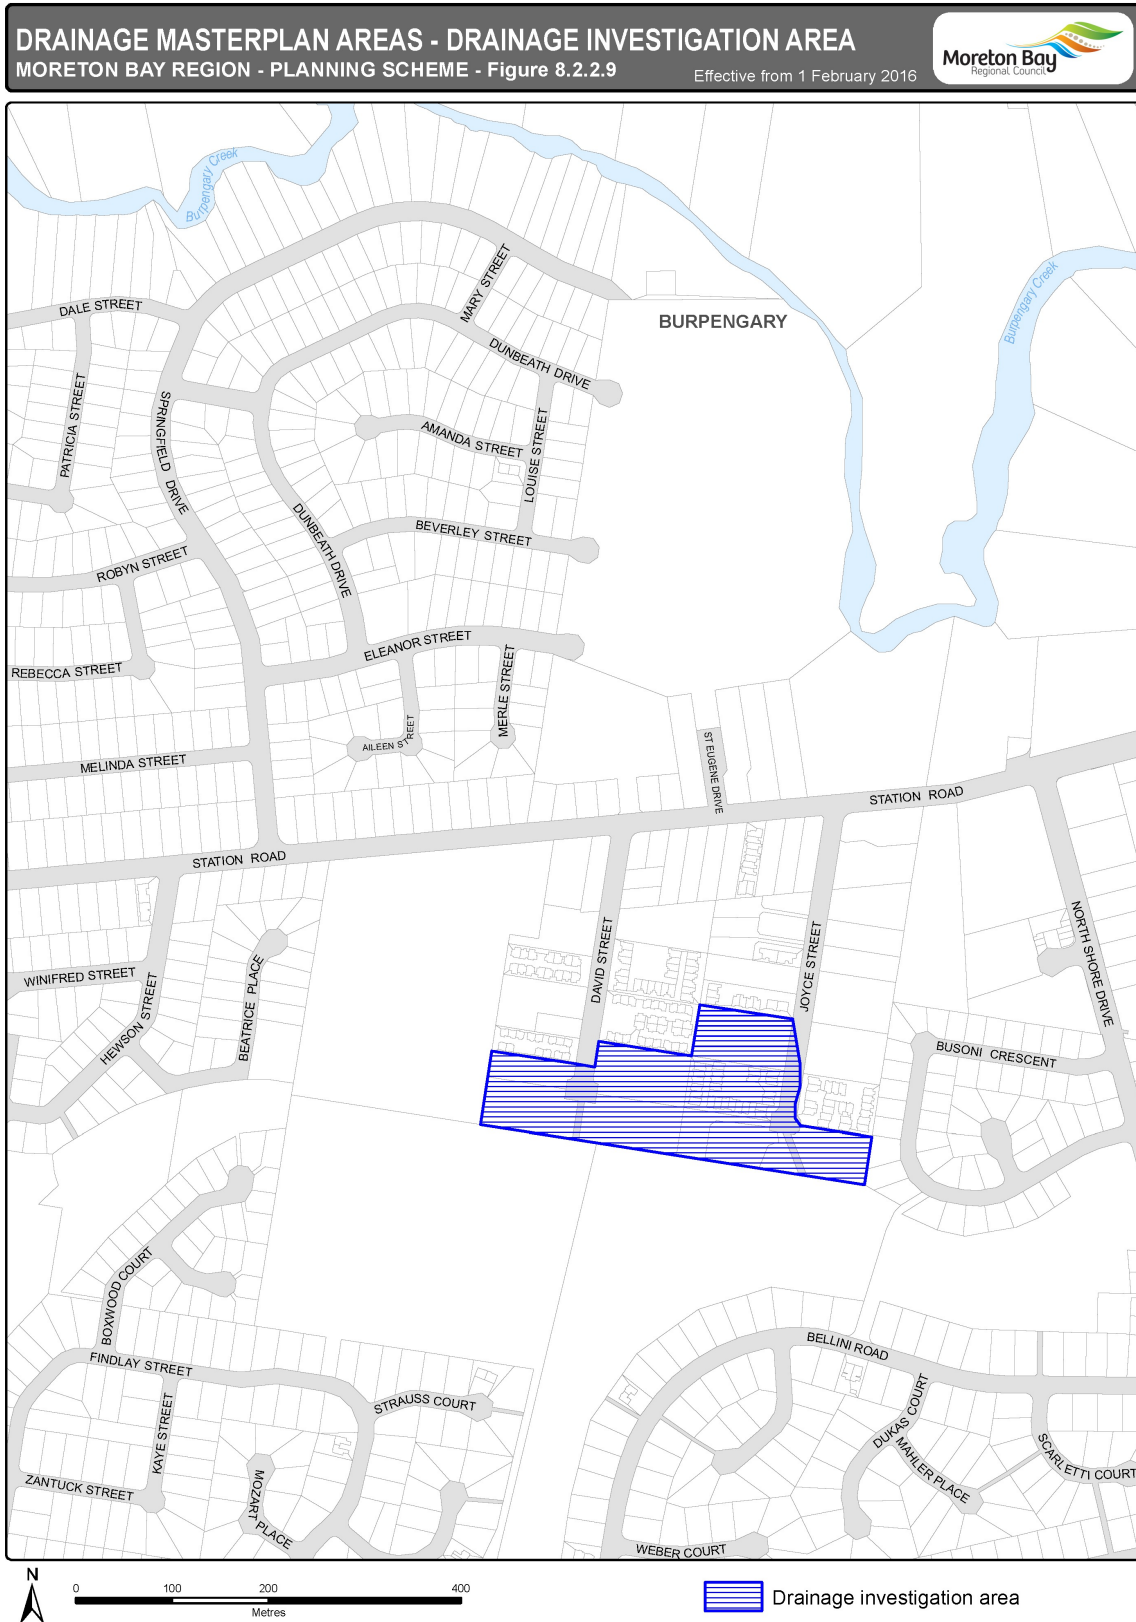 DRAINAGE MASTERPLAN AREAS - DRAINAGE INVESTIGATION AREA
MORETON BAY REGION - PLANNING SCHEME - Figure 8.2.2.9
Effective from 1 February 2016
Moreton Bay
Regional Council
Burpengary Creek
MARY STREET
Burpengary Creek
DALE STREET
BURPENGARY
DUNBEATH DRIVE
PATRICIA STREET
SPRINGFIELD DRIVE
AMANDA STREET
LOUISE STREET
DUNBEATH DRIVE
BEVERLEY STREET
ROBYN STREET
ELEANOR STREET
REBECCA STREET
MERLE STREET
AILEEN STREET
ST EUGENE DRIVE
MELINDA STREET
STATION ROAD
STATION ROAD
DAVID STREET
JOYCE STREET
NORTH SHORE DRIVE
WINIFRED STREET
BEATRICE PLACE
HEWSON STREET
BUSONI CRESCENT
BOXWOOD COURT
BELLINI ROAD
FINDLAY STREET
STRAUSS COURT
DUKAS COURT
KAYE STREET
MAHLER PLACE
SCARLETTI COURT
ZANTUCK STREET
MOZART PLACE
WEBER COURT
N
0 100 200 400
Metres
Drainage investigation area